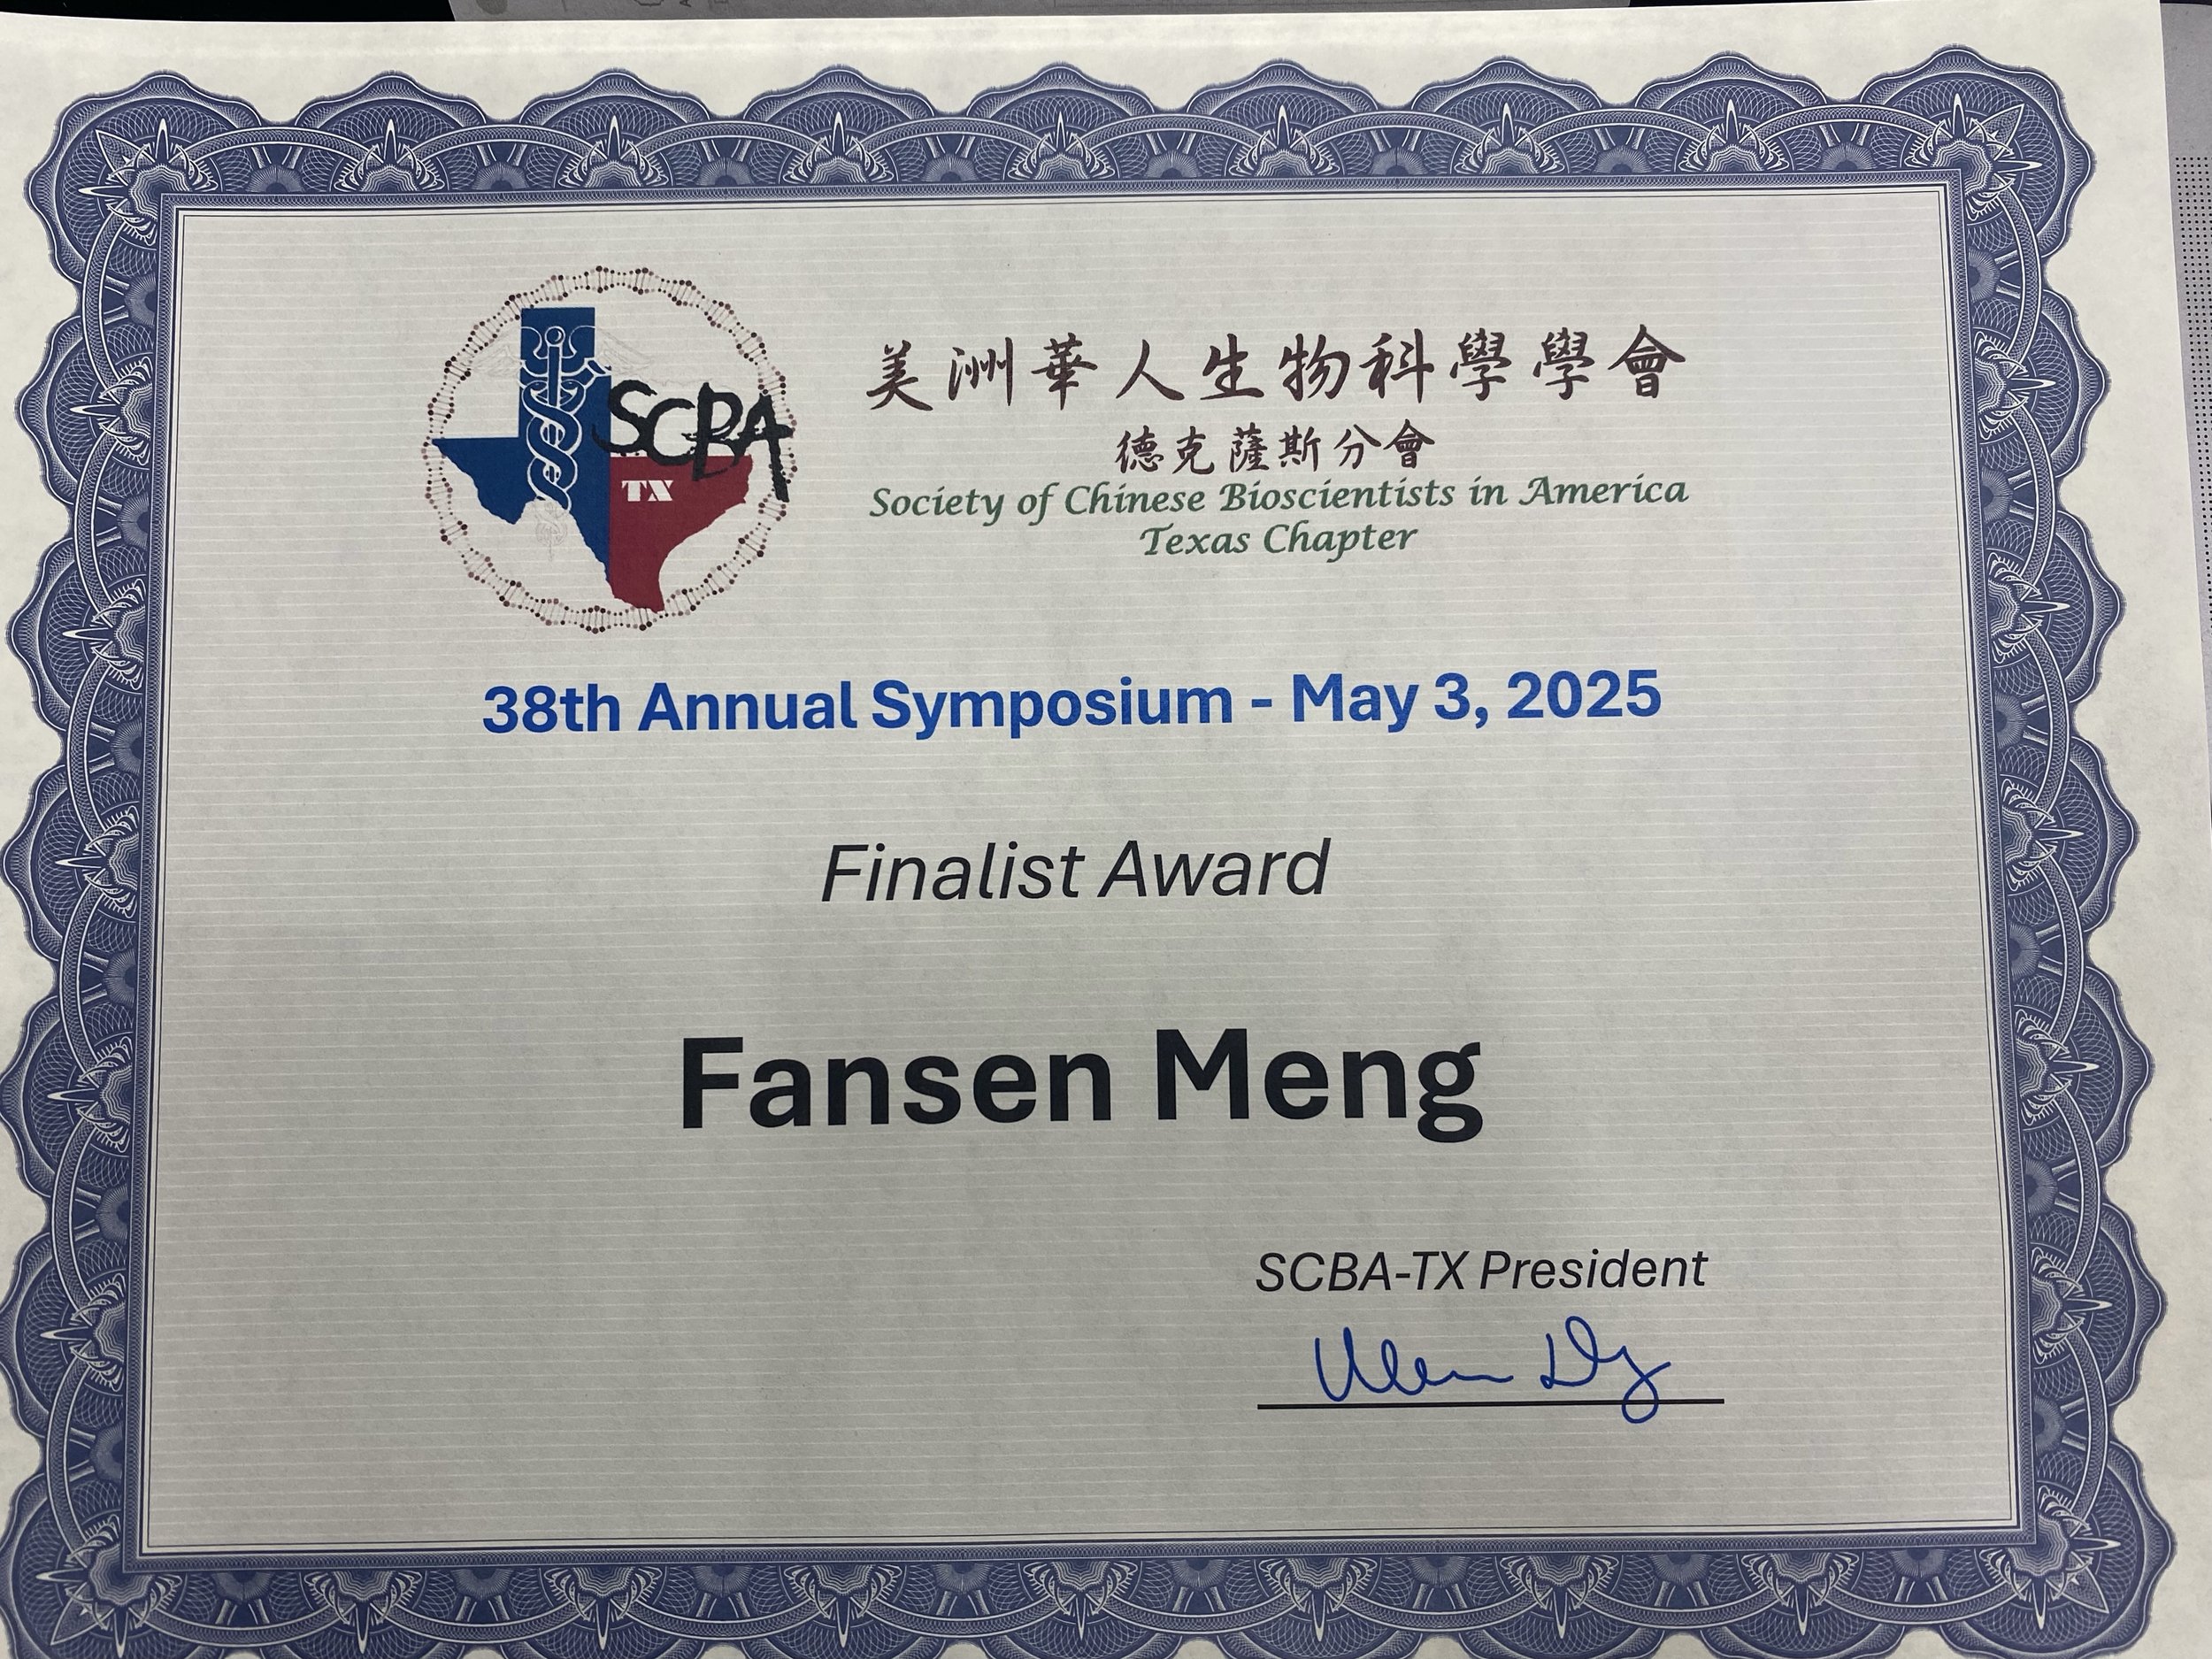 SCBA
TX
美洲華人生物科學學會
德克薩斯分會
Society of Chinese Bioscientists in America
Texas Chapter
38th Annual Symposium - May 3, 2025
Finalist Award
Fansen Meng
SCBA-TX President